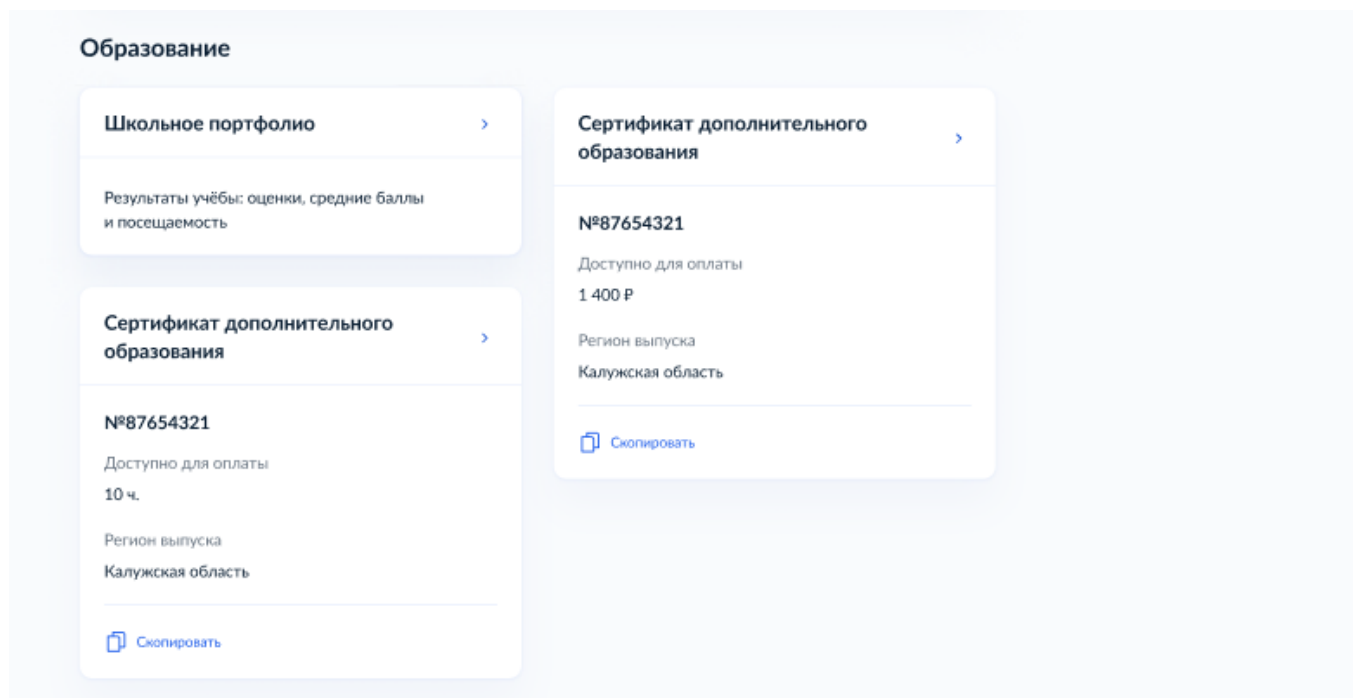 Образование
Школьное портфолио
Результаты учёбы: оценки, средние баллы
и посещаемость
Сертификат дополнительного
образования
№87654321
Доступно для оплаты
10 ч.
Регион выпуска
Калужская область
Скопировать
Сертификат дополнительного
образования
№87654321
Доступно для оплаты
1 400 ₽
Регион выпуска
Калужская область
Скопировать